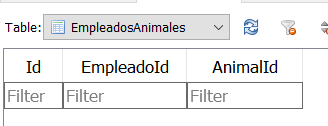 Table: EmpleadosAnimales
Id EmpleadoId AnimalId
Filter Filter Filter